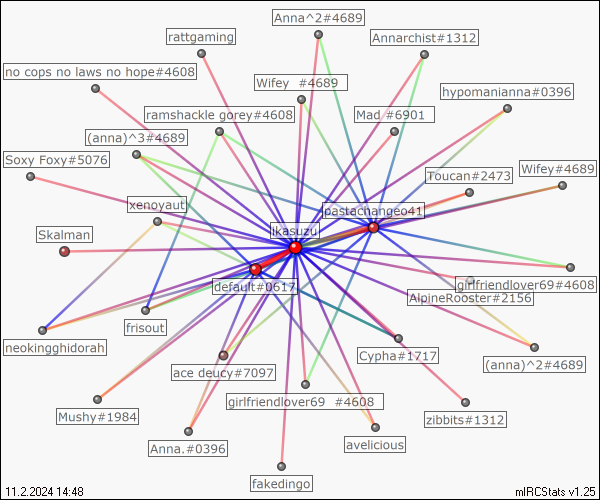 Anna^2#4689
rattgaming
Annarchist#1312
no cops no laws no hope#4608
Wifey #4689
hypomanianna#0396
ramshackle gorey#4608
Mad #6901
(anna)^3#4689
Soxy Foxy#5076
Toucan#2473
Wifey#4689
xenoyaut
pastachangeo41
Ikasuzu
Skalman
default#0617
girlfriendlover69#4608
AlpineRooster#2156
frisout
neokingghidorah
Cypha#1717
(anna)^2#4689
ace deucy#7097
girlfriendlover69 #4608
Mushy#1984
zibbits#1312
Anna.#0396
avelicious
fakedingo
11.2.2024 14:48
mIRCStats v1.25